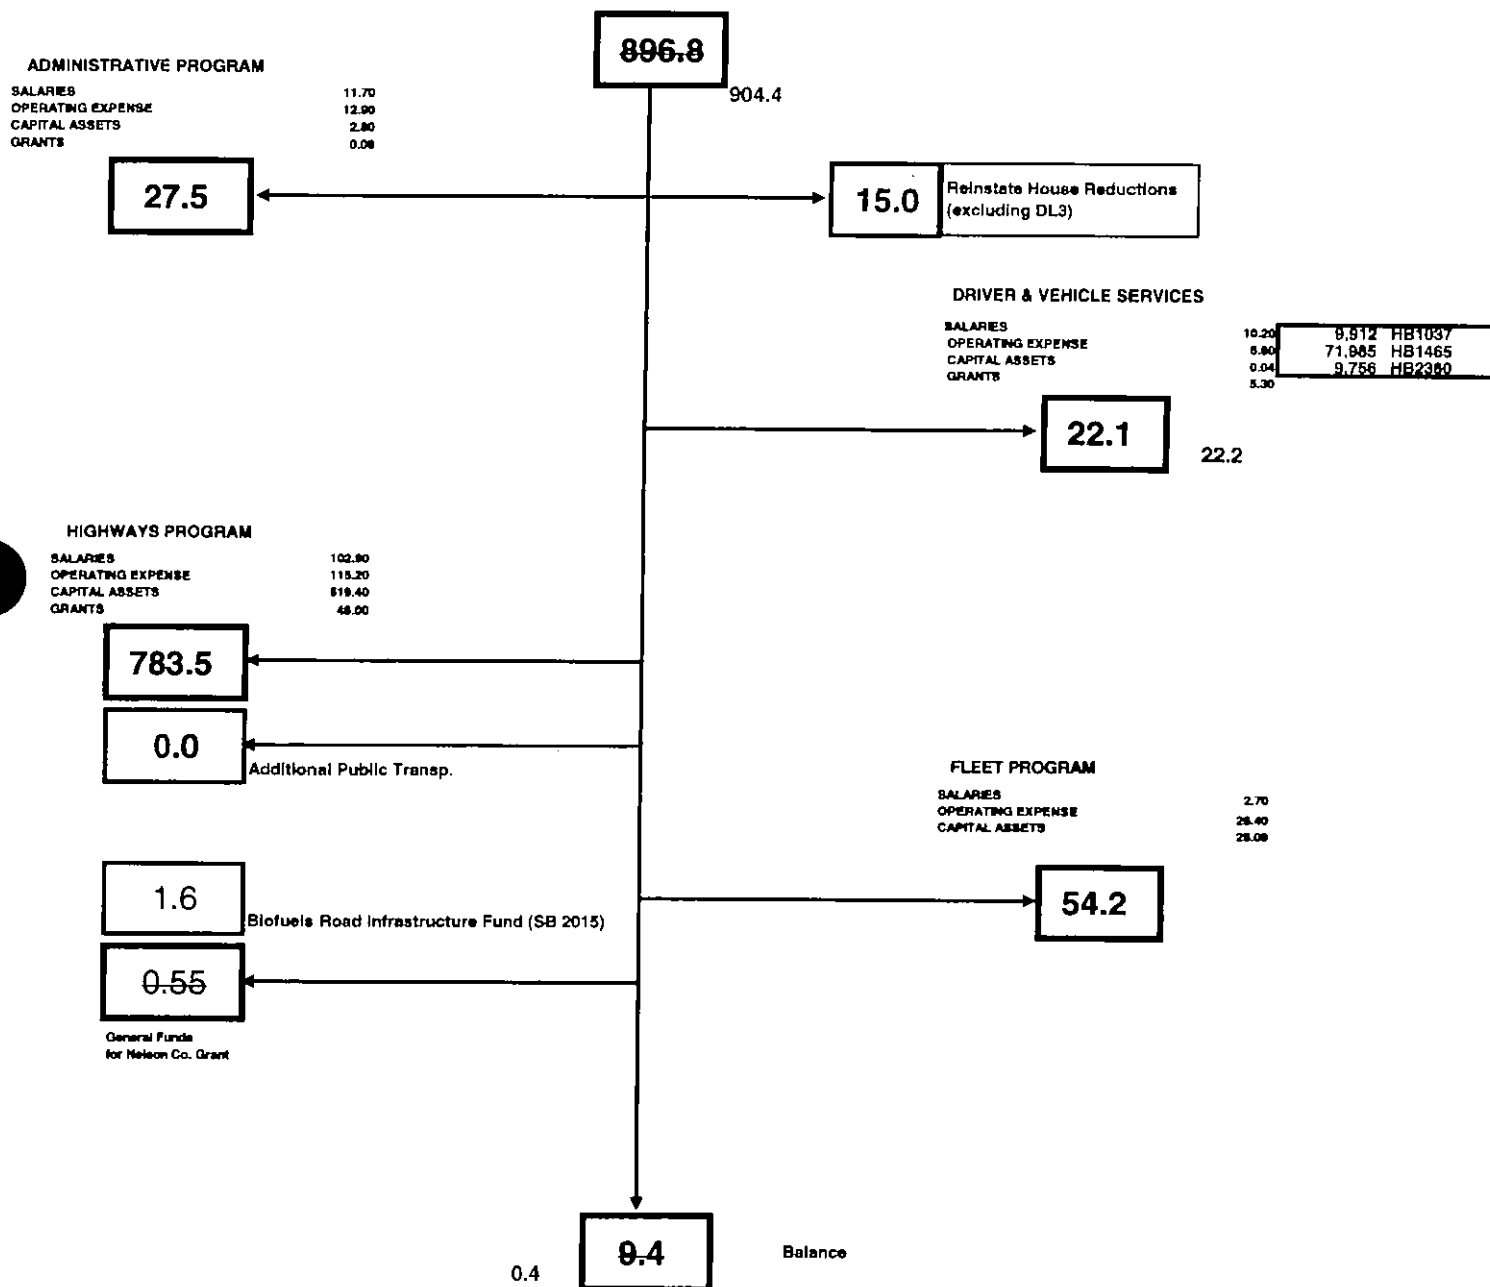 896.8
904.4
ADMINISTRATIVE PROGRAM
SALARIES 11.70
OPERATING EXPENSE 12.90
CAPITAL ASSETS 2.80
GRANTS
27.5
15.0
Reinstate House Reductions
(excluding DL3)
DRIVER & VEHICLE SERVICES
SALARIES 10.20
OPERATING EXPENSE
CAPITAL ASSETS 0.04
GRANTS 5.30
9,912 HB1037
71,985 HB1465
9,756
22.1
22.2
HIGHWAYS PROGRAM
SALARIES 102.90
OPERATING EXPENSE 115.20
CAPITAL ASSETS
GRANTS
783.5
0.0
Additional Public Transp.
FLEET PROGRAM
SALARIES 2.70
OPERATING EXPENSE
CAPITAL ASSETS
54.2
1.6
Biofuels Road Infrastructure Fund (SB 2015)
0.55
General Funds
for Nelson Co. Grant
9.4
0.4
Balance